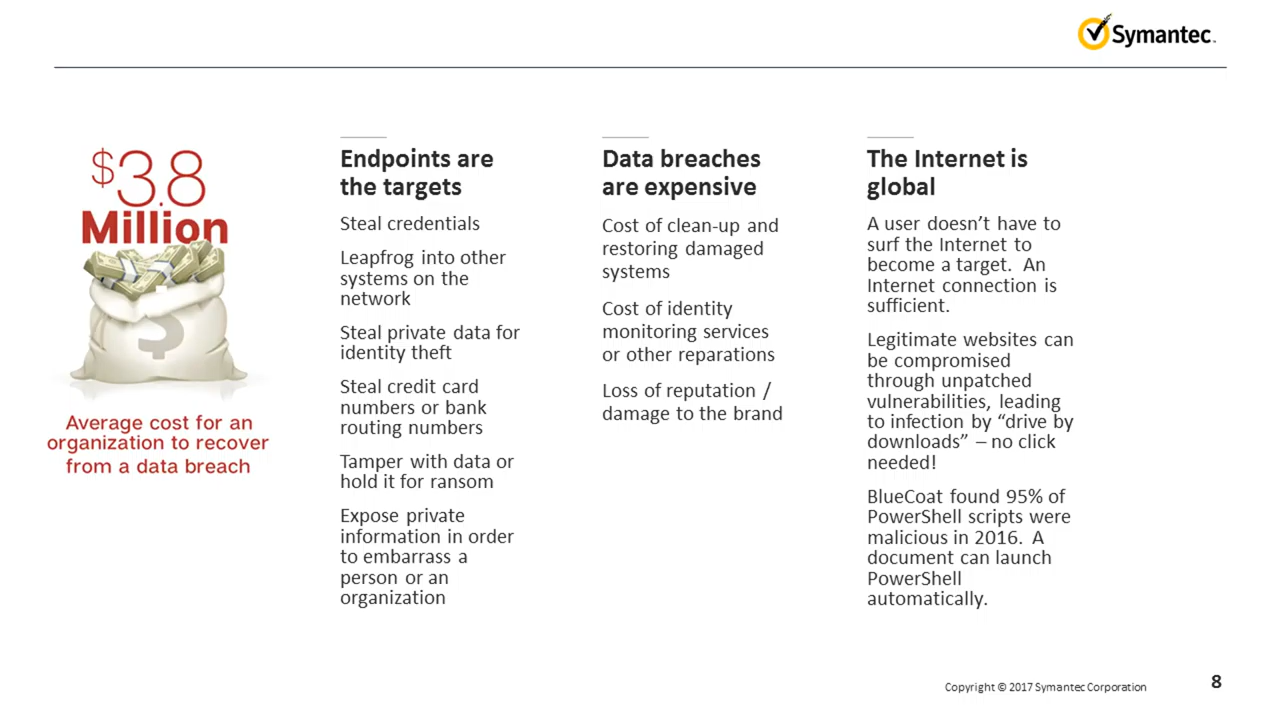 Symantec™
$3.8
Million
$
Average cost for an
organization to recover
from a data breach
Endpoints are
the targets
Steal credentials
Leapfrog into other
systems on the
network
Steal private data for
identity theft
Steal credit card
numbers or bank
routing numbers
Tamper with data or
hold it for ransom
Expose private
information in order
to embarrass a
person or an
organization
Data breaches
are expensive
Cost of clean-up and
restoring damaged
systems
Cost of identity
monitoring services
or other reparations
Loss of reputation /
damage to the brand
The Internet is
global
A user doesn’t have to
surf the Internet to
become a target.  An
Internet connection is
sufficient.
Legitimate websites can
be compromised
through unpatched
vulnerabilities, leading
to infection by “drive by
downloads” – no click
needed!
BlueCoat found 95% of
PowerShell scripts were
malicious in 2016.  A
document can launch
PowerShell
automatically.
Copyright © 2017 Symantec Corporation
8